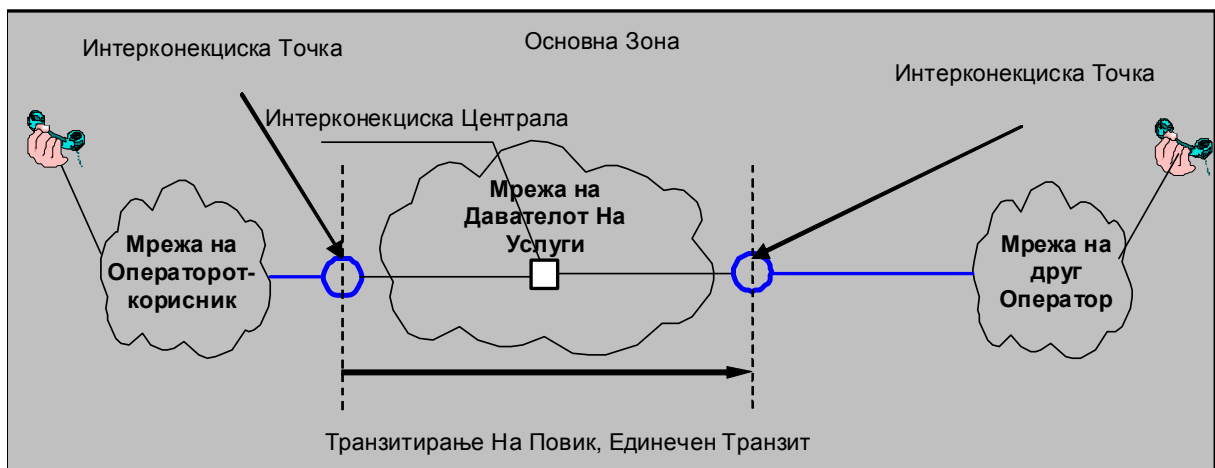 Основна Зона
Интерконекциска Точка
Интерконекциска Точка
Интерконекциска Централа
Мрежа на
Давателот На
Услуги
Мрежа на
Операторот-
корисник
Мрежа на
друг
Оператор
Транзитирање На Повик, Единечен Транзит